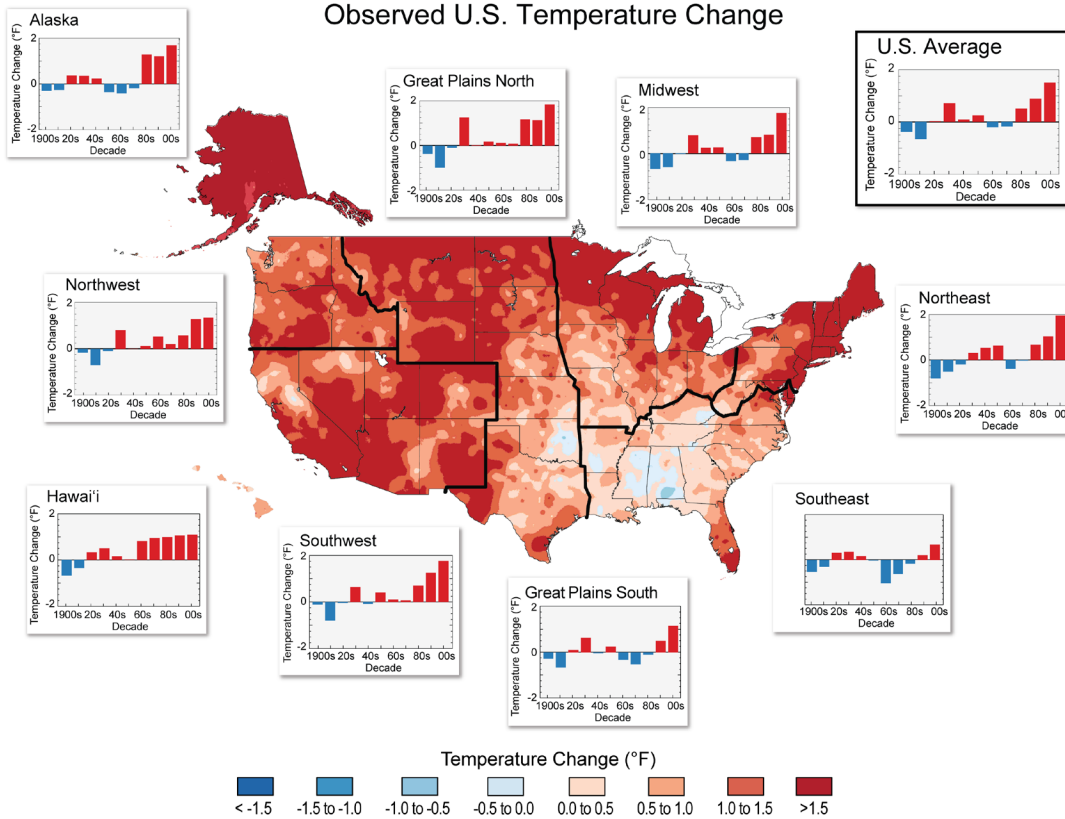 Observed U.S. Temperature Change
Alaska
Temperature Change (°F)
2
0
-2
1900s 20s 40s 60s 80s 00s
Decade
Great Plains North
Temperature Change (°F)
2
0
-2
1900s 20s 40s 60s 80s 00s
Decade
Midwest
Temperature Change (°F)
2
0
-2
1900s 20s 40s 60s 80s 00s
Decade
U.S. Average
Temperature Change (°F)
2
0
-2
1900s 20s 40s 60s 80s 00s
Decade
Northwest
Temperature Change (°F)
2
0
-2
1900s 20s 40s 60s 80s 00s
Decade
Northeast
Temperature Change (°F)
2
0
-2
1900s 20s 40s 60s 80s 00s
Decade
Hawai‘i
Temperature Change (°F)
2
0
-2
1900s 20s 40s 60s 80s 00s
Decade
Southwest
Temperature Change (°F)
2
0
-2
1900s 20s 40s 60s 80s 00s
Decade
Great Plains South
Temperature Change (°F)
2
0
-2
1900s 20s 40s 60s 80s 00s
Decade
Southeast
Temperature Change (°F)
2
0
-2
1900s 20s 40s 60s 80s 00s
Decade
Temperature Change (°F)
< -1.5 -1.5 to -1.0 -1.0 to -0.5 -0.5 to 0.0 0.0 to 0.5 0.5 to 1.0 1.0 to 1.5 >1.5